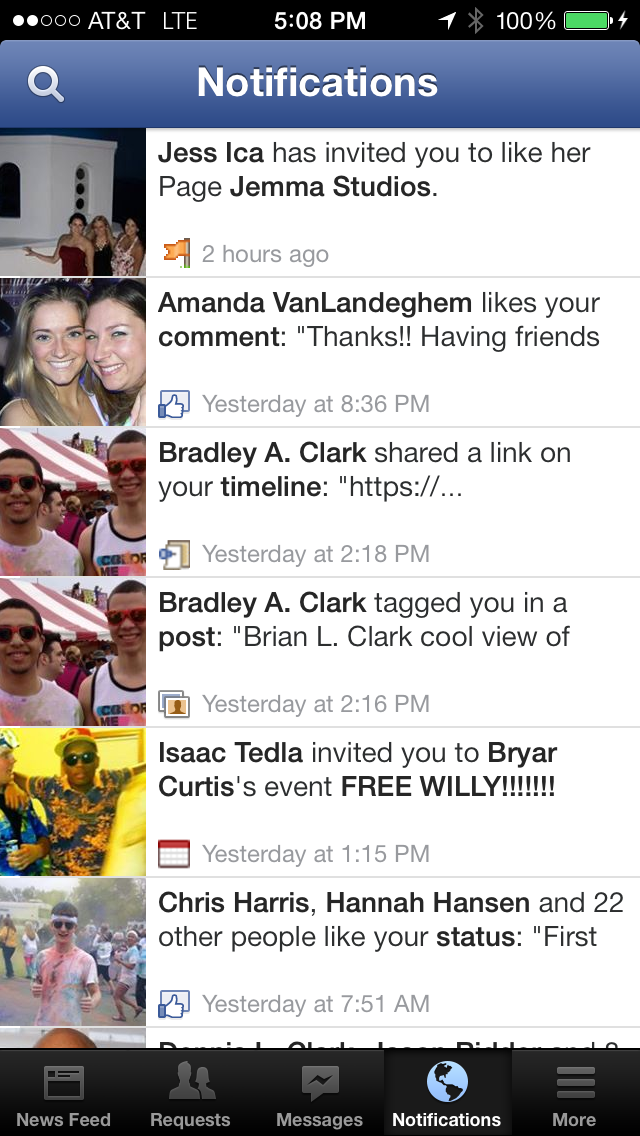 AT&T LTE 5:08 PM 100%
Notifications
Jess Ica has invited you to like her
Page Jemma Studios.
2 hours ago
Amanda VanLandeghem likes your
comment: "Thanks!! Having friends
Yesterday at 8:36 PM
Bradley A. Clark shared a link on
your timeline: "https://...
Yesterday at 2:18 PM
Bradley A. Clark tagged you in a
post: "Brian L. Clark cool view of
Yesterday at 2:16 PM
Isaac Tedla invited you to Bryar
Curtis's event FREE WILLY!!!!!!!
Yesterday at 1:15 PM
Chris Harris, Hannah Hansen and 22
other people like your status: "First
Yesterday at 7:51 AM
News Feed Requests Messages Notifications More